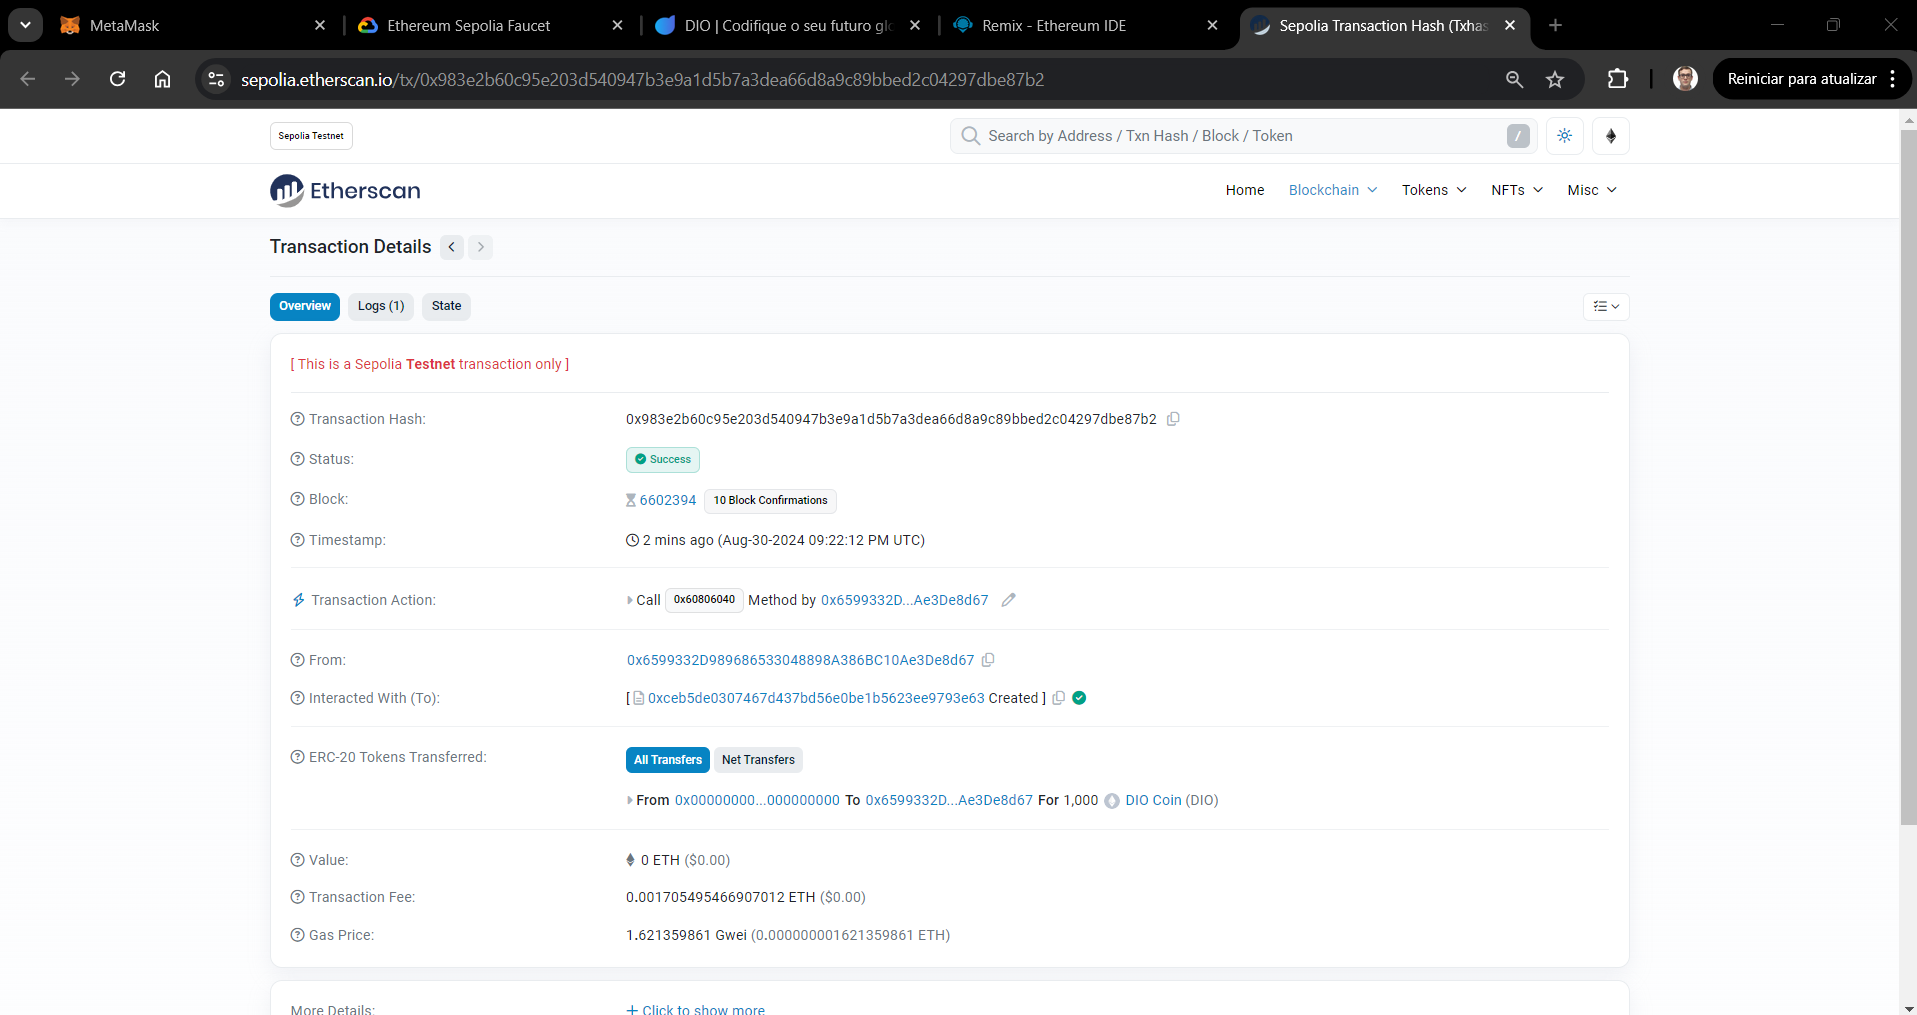 MetaMask
Ethereum Sepolia Faucet
DIO | Codifique o seu futuro glo
Remix - Ethereum IDE
Sepolia Transaction Hash (Txhas
sepolia.etherscan.io/tx/0x983e2b60c95e203d540947b3e9a1d5b7a3dea66d8a9c89bbed2c04297dbe87b2
Reiniciar para atualizar
Sepolia Testnet
Search by Address / Txn Hash / Block / Token
/
Etherscan
Home
Blockchain
Tokens
NFTs
Misc
Transaction Details
Overview
Logs (1)
State
[ This is a Sepolia Testnet transaction only ]
Transaction Hash:
0x983e2b60c95e203d540947b3e9a1d5b7a3dea66d8a9c89bbed2c04297dbe87b2
Status:
Success
Block:
6602394
10 Block Confirmations
Timestamp:
2 mins ago (Aug-30-2024 09:22:12 PM UTC)
Transaction Action:
Call 0x60806040 Method by 0x6599332D...Ae3De8d67
From:
0x6599332D989686533048898A386BC10Ae3De8d67
Interacted With (To):
[ 0xceb5de0307467d437bd56e0be1b5623ee9793e63 Created ]
ERC-20 Tokens Transferred:
All Transfers
Net Transfers
From 0x00000000...000000000 To 0x6599332D...Ae3De8d67 For 1,000 DIO Coin (DIO)
Value:
0 ETH ($0.00)
Transaction Fee:
0.001705495466907012 ETH ($0.00)
Gas Price:
1.621359861 Gwei (0.000000001621359861 ETH)
More Details:
Click to show more